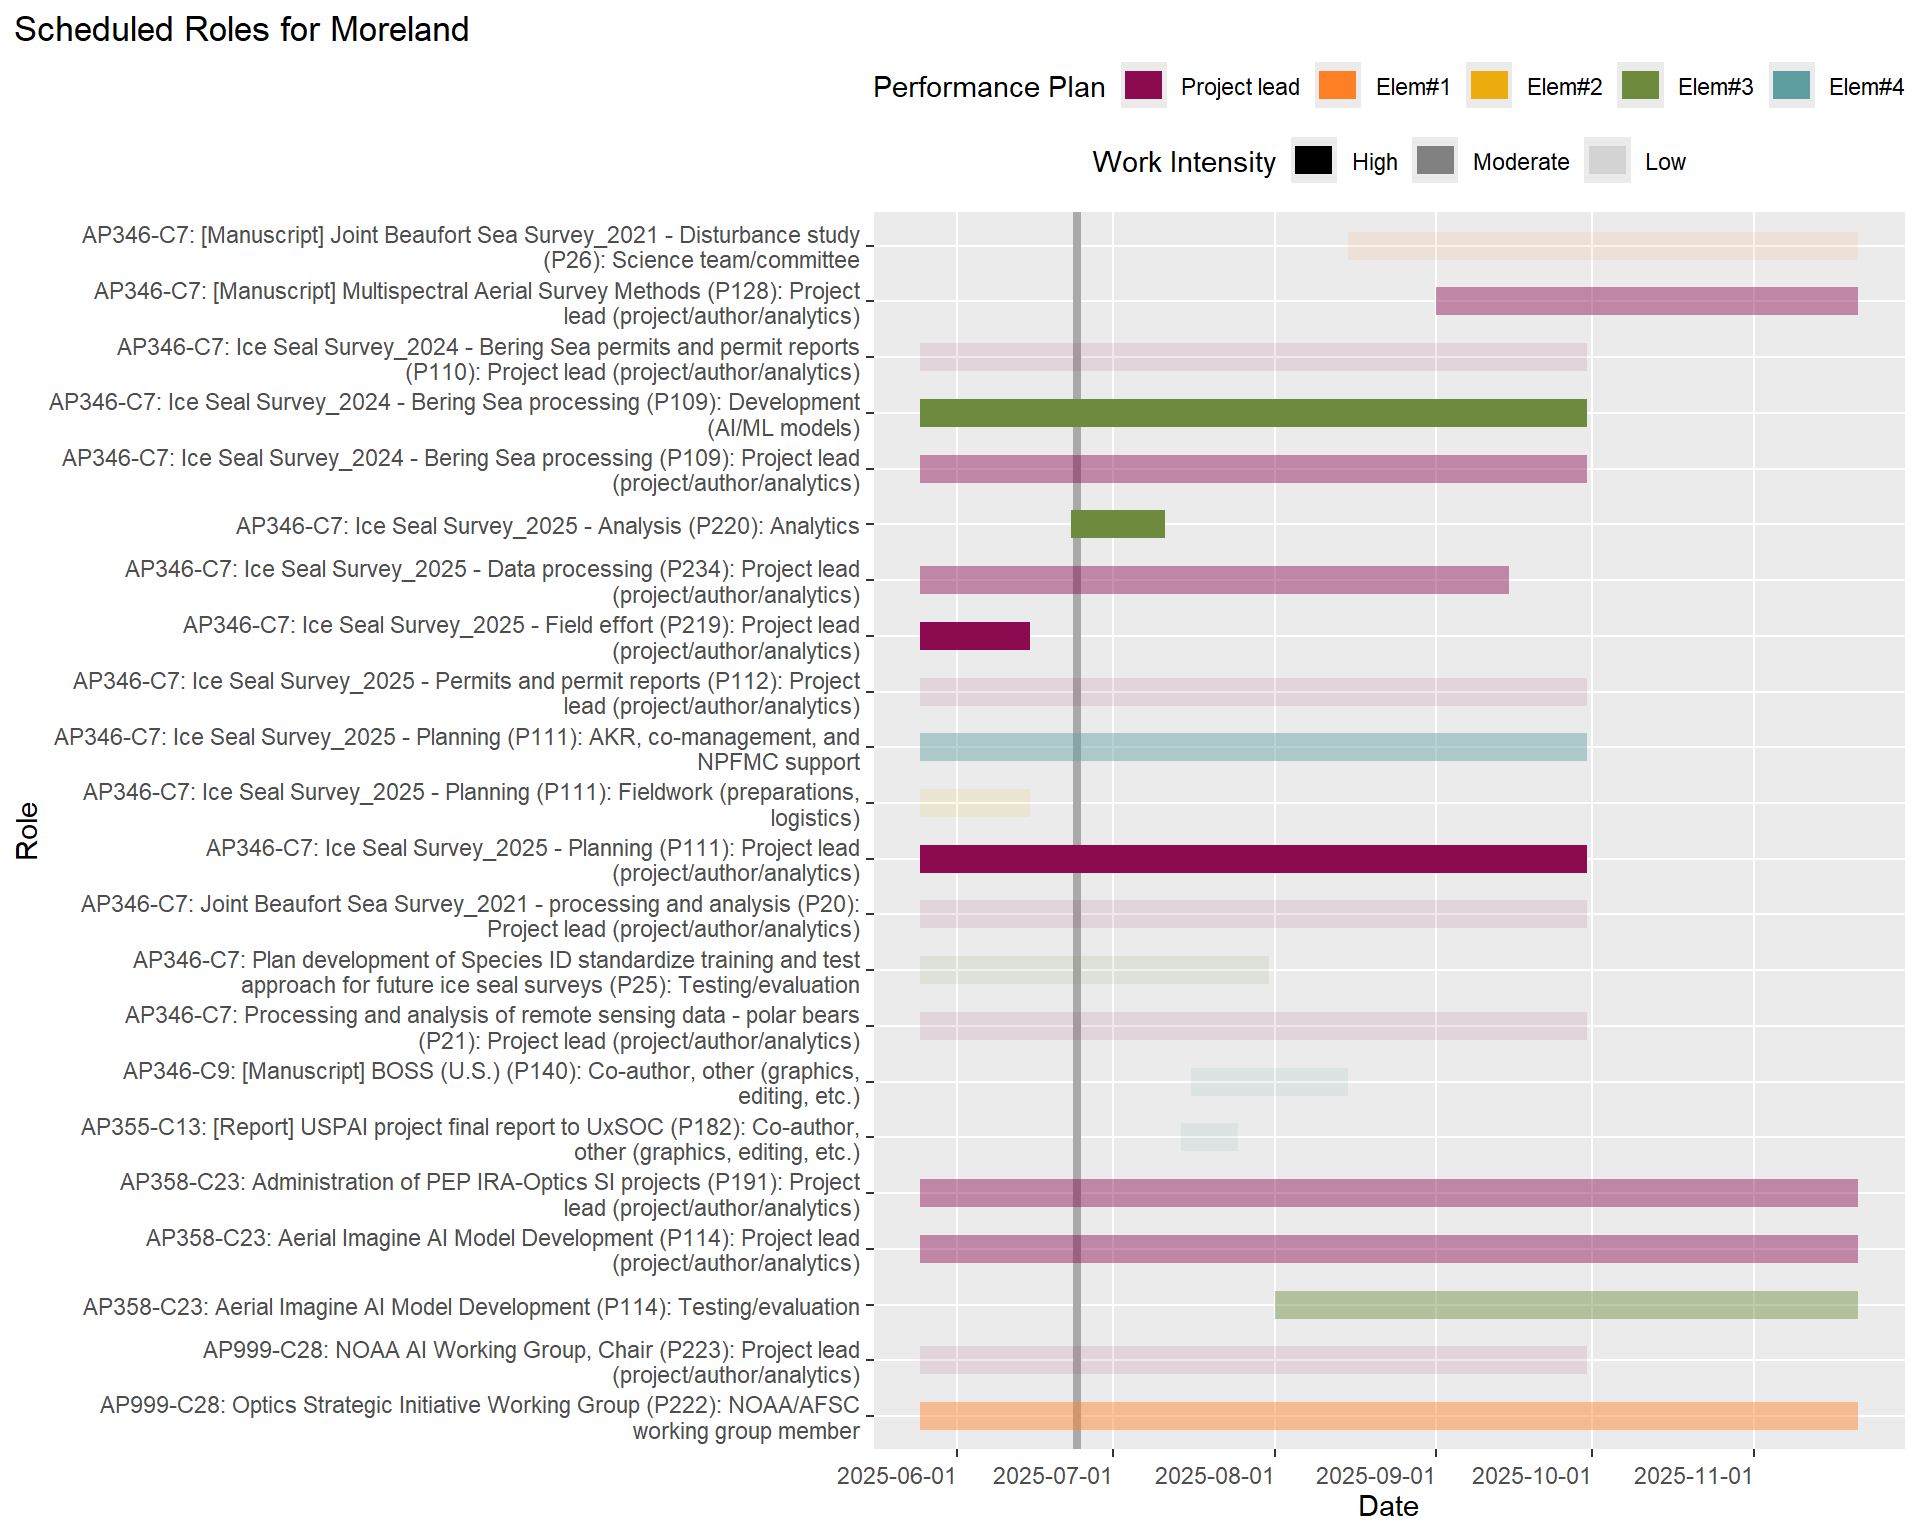 Scheduled Roles for Moreland
Performance Plan Project lead Elem#1 Elem#2 Elem#3 Elem#4
Work Intensity High Moderate Low
AP346-C7: [Manuscript] Joint Beaufort Sea Survey_2021 - Disturbance study
(P26): Science team/committee
AP346-C7: [Manuscript] Multispectral Aerial Survey Methods (P128): Project
lead (project/author/analytics)
AP346-C7: Ice Seal Survey_2024 - Bering Sea permits and permit reports
(P110): Project lead (project/author/analytics)
AP346-C7: Ice Seal Survey_2024 - Bering Sea processing (P109): Development
(AI/ML models)
AP346-C7: Ice Seal Survey_2024 - Bering Sea processing (P109): Project lead
(project/author/analytics)
AP346-C7: Ice Seal Survey_2025 - Analysis (P220): Analytics
AP346-C7: Ice Seal Survey_2025 - Data processing (P234): Project lead
(project/author/analytics)
AP346-C7: Ice Seal Survey_2025 - Field effort (P219): Project lead
(project/author/analytics)
AP346-C7: Ice Seal Survey_2025 - Permits and permit reports (P112): Project
lead (project/author/analytics)
AP346-C7: Ice Seal Survey_2025 - Planning (P111): AKR, co-management, and
NPFMC support
AP346-C7: Ice Seal Survey_2025 - Planning (P111): Fieldwork (preparations,
logistics)
AP346-C7: Ice Seal Survey_2025 - Planning (P111): Project lead
(project/author/analytics)
AP346-C7: Joint Beaufort Sea Survey_2021 - processing and analysis (P20):
Project lead (project/author/analytics)
AP346-C7: Plan development of Species ID standardize training and test
approach for future ice seal surveys (P25): Testing/evaluation
AP346-C7: Processing and analysis of remote sensing data - polar bears
(P21): Project lead (project/author/analytics)
AP346-C9: [Manuscript] BOSS (U.S.) (P140): Co-author, other (graphics,
editing, etc.)
AP355-C13: [Report] USPAI project final report to UxSOC (P182): Co-author,
other (graphics, editing, etc.)
AP358-C23: Administration of PEP IRA-Optics SI projects (P191): Project
lead (project/author/analytics)
AP358-C23: Aerial Imagine AI Model Development (P114): Project lead
(project/author/analytics)
AP358-C23: Aerial Imagine AI Model Development (P114): Testing/evaluation
AP999-C28: NOAA AI Working Group, Chair (P223): Project lead
(project/author/analytics)
AP999-C28: Optics Strategic Initiative Working Group (P222): NOAA/AFSC
working group member
Role
2025-06-01 2025-07-01 2025-08-01 2025-09-01 2025-10-01 2025-11-01
Date